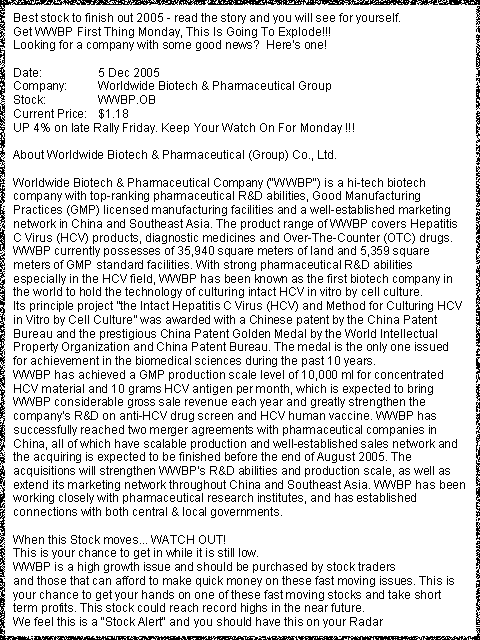 Best stock to finish out 2005 - read the story and you will see for yourself.
Get WWBP First Thing Monday, This Is Going To Explode!!!
Looking for a company with some good news?  Here's one!
Date: 5 Dec 2005
Company: Worldwide Biotech & Pharmaceutical Group
Stock: WWBP.OB
Current Price: $1.18
UP 4% on late Rally Friday. Keep Your Watch On For Monday !!!
About Worldwide Biotech & Pharmaceutical (Group) Co., Ltd.
Worldwide Biotech & Pharmaceutical Company ("WWBP") is a hi-tech biotech
company with top-ranking pharmaceutical R&D abilities, Good Manufacturing
Practices (GMP) licensed manufacturing facilities and a well-established marketing
network in China and Southeast Asia. The product range of WWBP covers Hepatitis
C Virus (HCV) products, diagnostic medicines and Over-The-Counter (OTC) drugs.
WWBP currently possesses of 35,940 square meters of land and 5,359 square
meters of GMP standard facilities. With strong pharmaceutical R&D abilities
especially in the HCV field, WWBP has been known as the first biotech company in
the world to hold the technology of culturing intact HCV in vitro by cell culture.
Its principle project "the Intact Hepatitis C Virus (HCV) and Method for Culturing HCV
in Vitro by Cell Culture" was awarded with a Chinese patent by the China Patent
Bureau and the prestigious China Patent Golden Medal by the World Intellectual
Property Organization and China Patent Bureau. The medal is the only one issued
for achievement in the biomedical sciences during the past 10 years.
WWBP has achieved a GMP production scale level of 10,000 ml for concentrated
HCV material and 10 grams HCV antigen per month, which is expected to bring
WWBP considerable gross sale revenue each year and greatly strengthen the
company's R&D on anti-HCV drug screen and HCV human vaccine. WWBP has
successfully reached two merger agreements with pharmaceutical companies in
China, all of which have scalable production and well-established sales network and
the acquiring is expected to be finished before the end of August 2005. The
acquisitions will strengthen WWBP's R&D abilities and production scale, as well as
extend its marketing network throughout China and Southeast Asia. WWBP has been
working closely with pharmaceutical research institutes, and has established
connections with both central & local governments.
When this Stock moves... WATCH OUT!
This is your chance to get in while it is still low.
WWBP is a high growth issue and should be purchased by stock traders
and those that can afford to make quick money on these fast moving issues. This is
your chance to get your hands on one of these fast moving stocks and take short
term profits. This stock could reach record highs in the near future.
We feel this is a "Stock Alert" and you should have this on your Radar